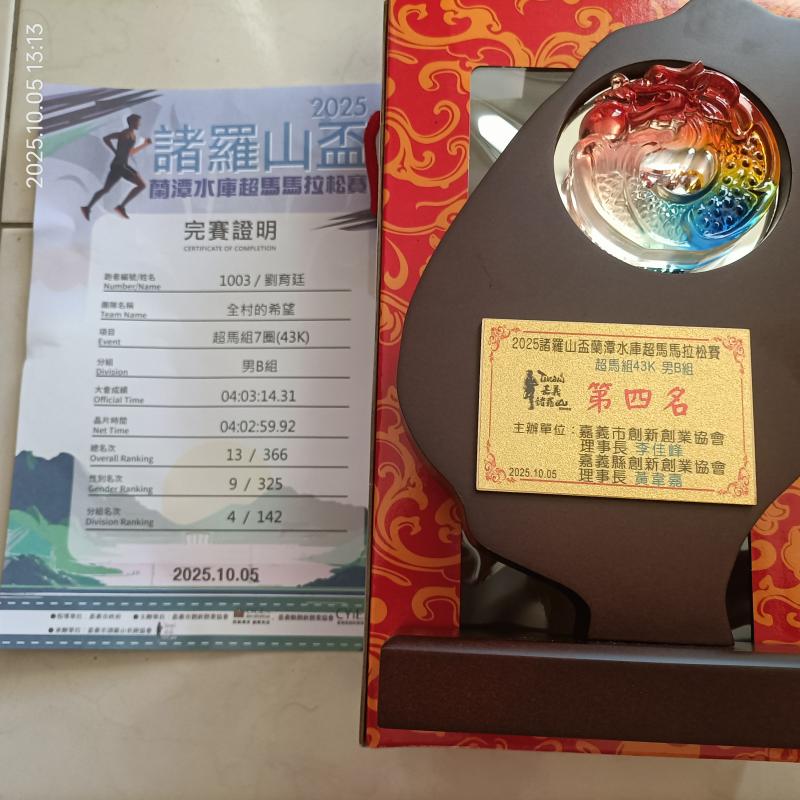 2025.10.05 13:13
2025
諸羅山盃
蘭潭水庫超馬馬拉松賽
完賽證明
CERTIFICATE OF COMPLETION
跑者編號/姓名
Number/Name
1003 / 劉育廷
團隊名稱
Team Name
全村的希望
項目
Event
超馬組7圈(43K)
分組
Division
男B組
大會成績
Official Time
04:03:14.31
晶片時間
Net Time
04:02:59.92
總名次
Overall Ranking
13 / 366
性別名次
Gender Ranking
9 / 325
分組名次
Division Ranking
4 / 142
2025.10.05
2025諸羅山盃蘭潭水庫超馬馬拉松賽
超馬組43K 男B組
嘉義
諸羅山
第四名
主辦單位：嘉義市創新創業協會
理事長 李佳峰
嘉義縣創新創業協會
理事長 黃韋嘉
2025.10.05